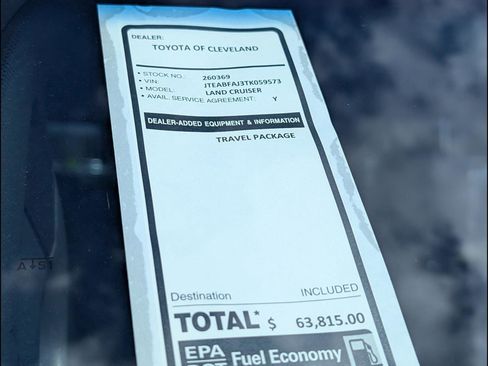 DEALER:
TOYOTA OF CLEVELAND
• STOCK NO.: 260369
• VIN: JTEABFAJ3TK059573
• MODEL: LAND CRUISER
• AVAIL. SERVICE AGREEMENT: Y
DEALER-ADDED EQUIPMENT & INFORMATION
TRAVEL PACKAGE
Destination INCLUDED
TOTAL* $ 63,815.00
EPA Fuel Economy
DOT